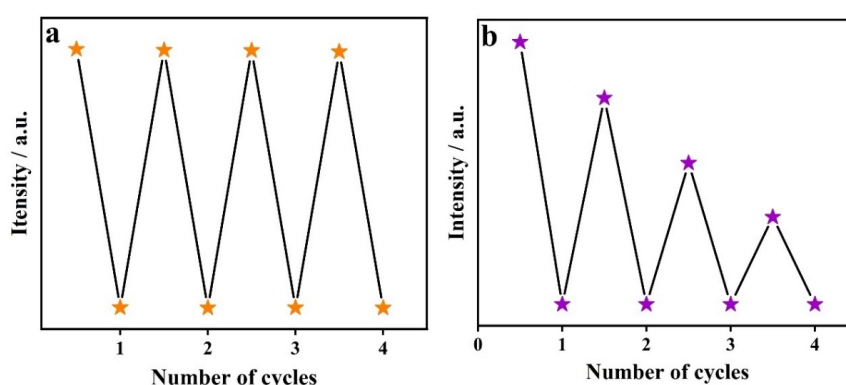 a
Itensity / a.u.
1 2 3 4
Number of cycles
b
Intensity / a.u.
0 1 2 3 4
Number of cycles